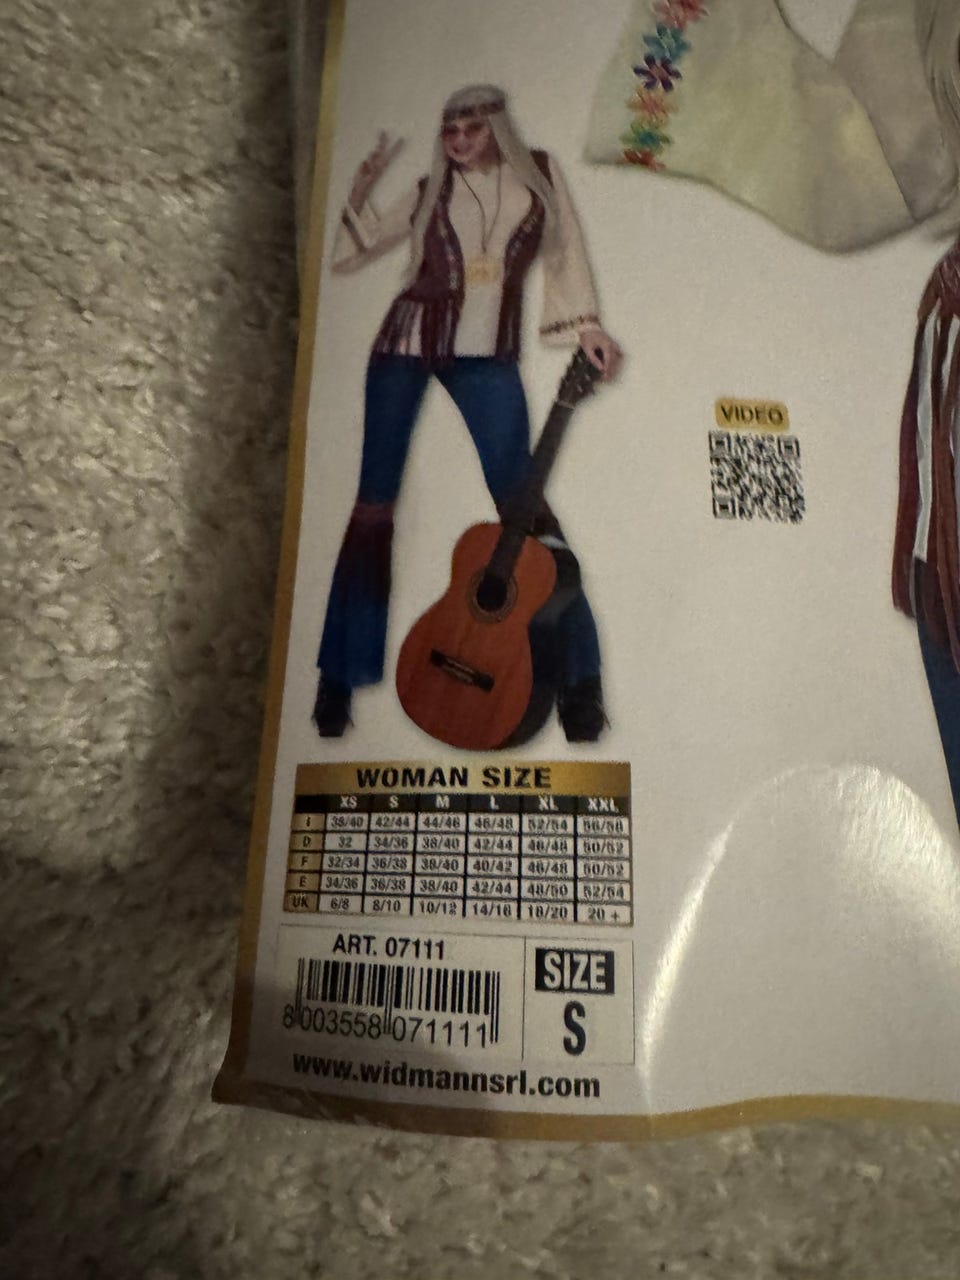 VIDEO
WOMAN SIZE
XS S M L XL XXL
I 38/40 42/44 44/46 46/48 52/54 56/58
D 32 34/36 38/40 42/44 46/48 50/52
F 32/34 36/38 38/40 40/42 46/48 50/52
E 34/36 36/38 38/40 42/44 48/50 52/54
UK 6/8 8/10 10/12 14/16 18/20 20 +
ART. 07111
8 003558 071111
SIZE
S
www.widmannsrl.com